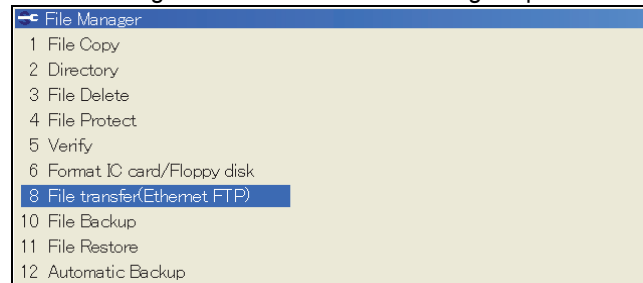 File Manager
1 File Copy
2 Directory
3 File Delete
4 File Protect
5 Verify
6 Format IC card/Floppy disk
8 File transfer(Ethernet FTP)
10 File Backup
11 File Restore
12 Automatic Backup